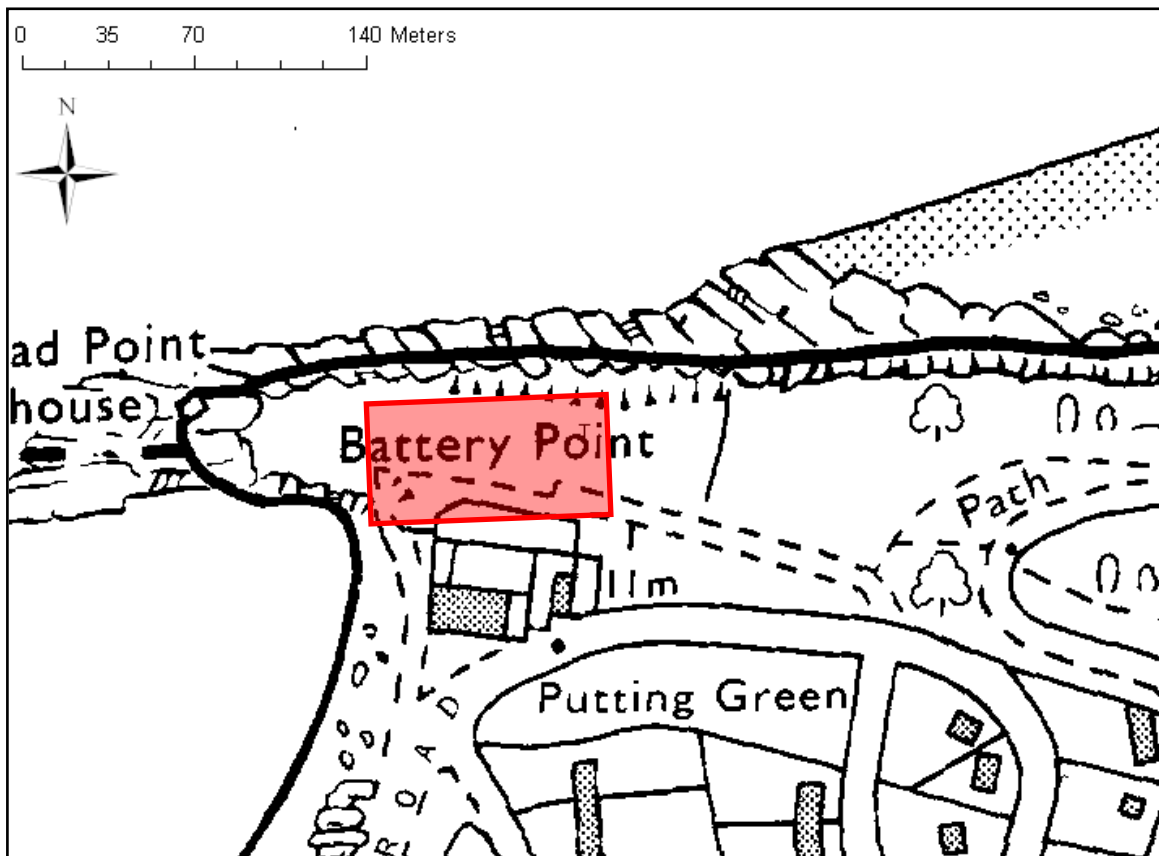 0 35 70 140 Meters
N
ad Point
house)
Battery Point
T
Path
11m
Putting Green
ROAD